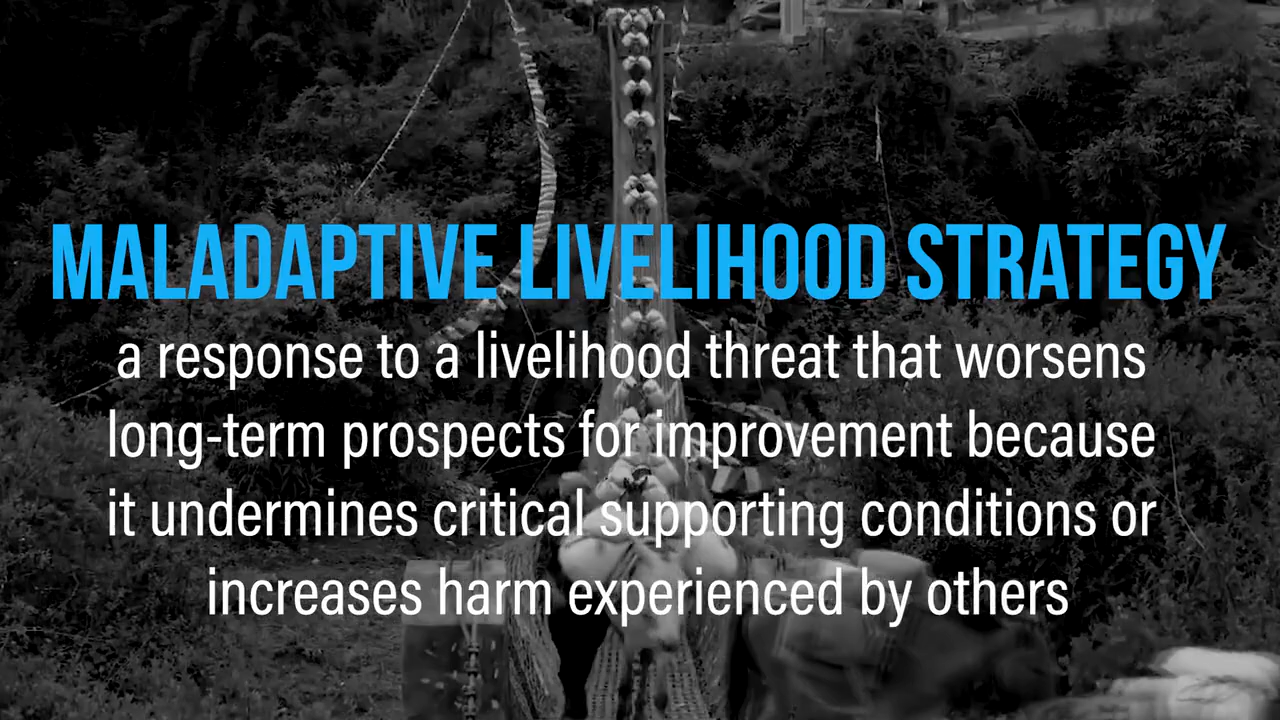 MALADAPTIVE LIVELIHOOD STRATEGY
a response to a livelihood threat that worsens
long-term prospects for improvement because
it undermines critical supporting conditions or
increases harm experienced by others